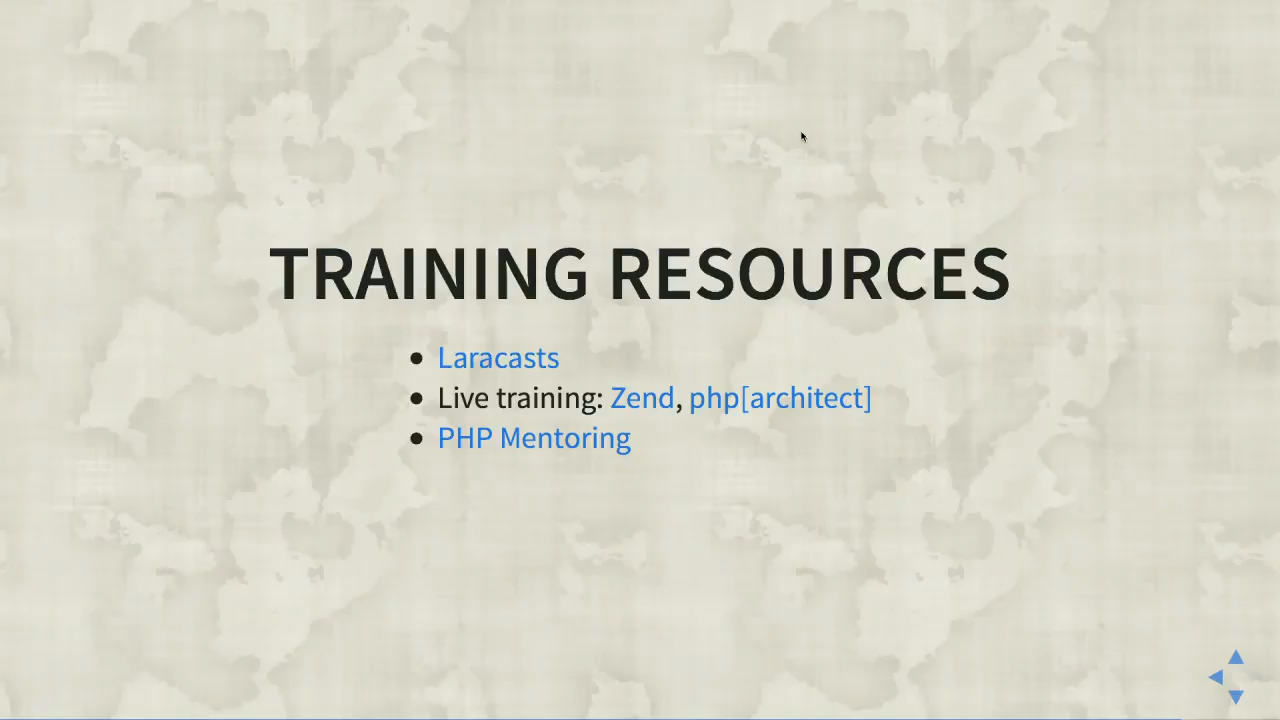 TRAINING RESOURCES
Laracasts
Live training: Zend, php[architect]
PHP Mentoring